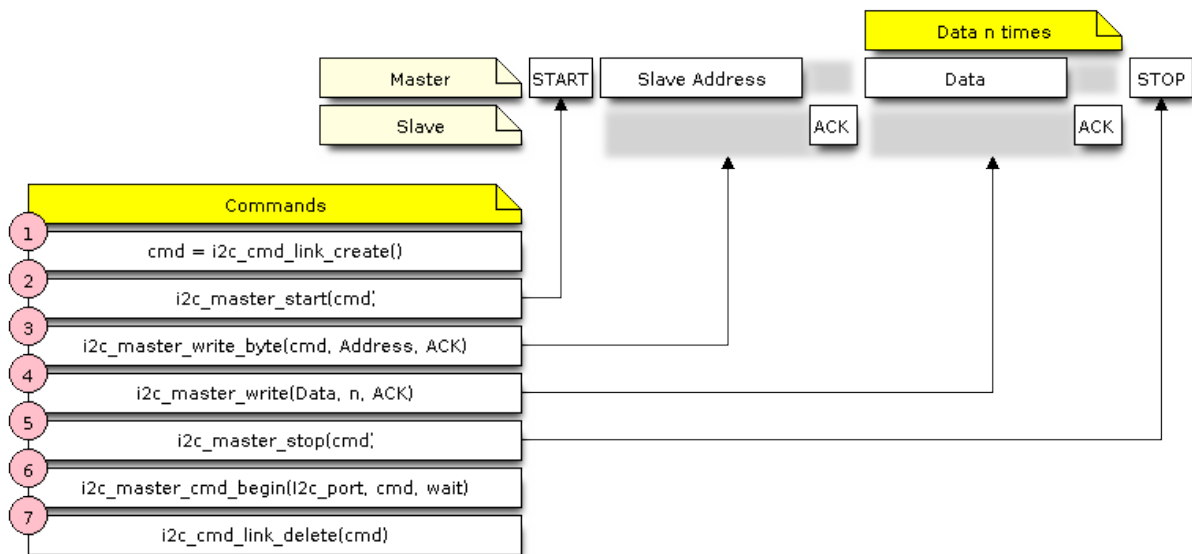 Data n times
Master START Slave Address Data STOP
Slave ACK ACK
Commands
1
cmd = i2c_cmd_link_create()
2
i2c_master_start(cmd)
3
i2c_master_write_byte(cmd, Address, ACK)
4
i2c_master_write(Data, n, ACK)
5
i2c_master_stop(cmd)
6
i2c_master_cmd_begin(I2c_port, cmd, wait)
7
i2c_cmd_link_delete(cmd)